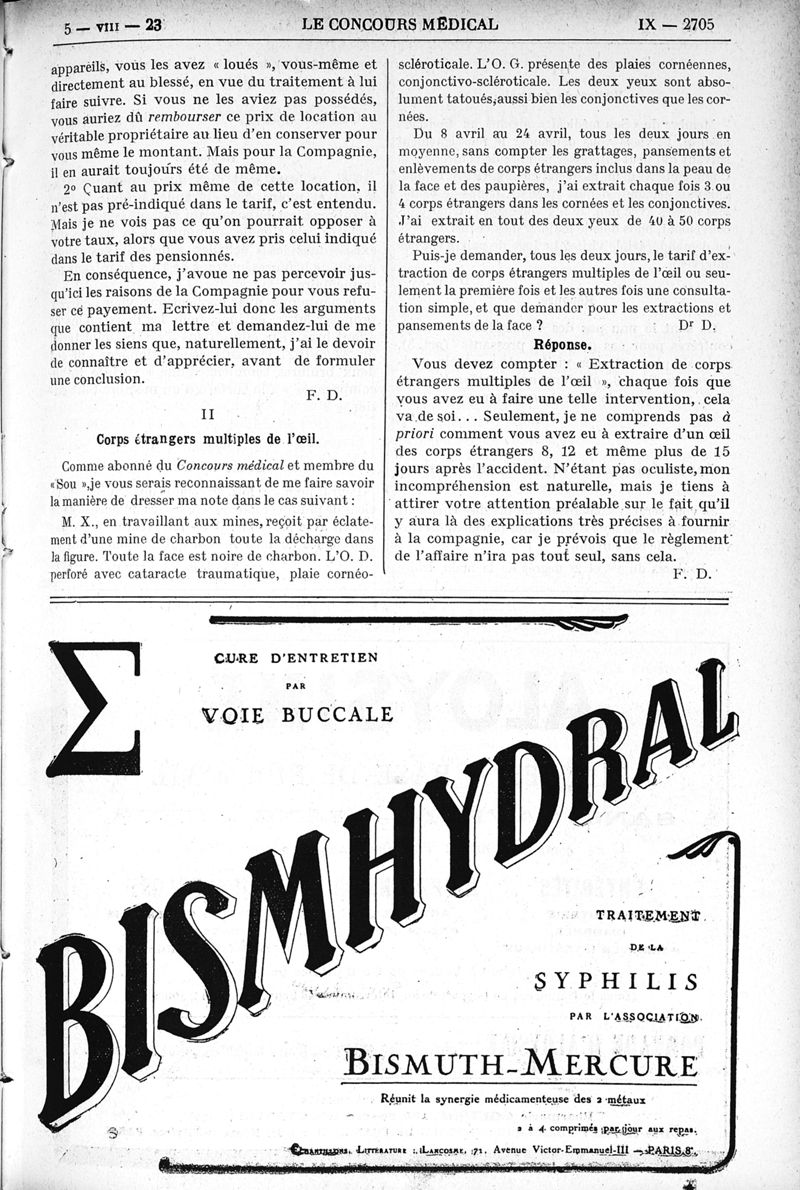 5 — VIII — 23
LE CONCOURS MÉDICAL
IX — 2705
appareils, vous les avez « loués », vous-même et
directement au blessé, en vue du traitement à lui
faire suivre. Si vous ne les aviez pas possédés,
vous auriez dû rembourser ce prix de location au
véritable propriétaire au lieu d'en conserver pour
vous même le montant. Mais pour la Compagnie,
il en aurait toujours été de même.
2º Quant au prix même de cette location, il
n'est pas pré-indiqué dans le tarif, c'est entendu.
Mais je ne vois pas ce qu'on pourrait opposer à
votre taux, alors que vous avez pris celui indiqué
dans le tarif des pensionnés.
En conséquence, j'avoue ne pas percevoir jus-
qu'ici les raisons de la Compagnie pour vous refu-
ser ce payement. Ecrivez-lui donc les arguments
que contient ma lettre et demandez-lui de me
donner les siens que, naturellement, j'ai le devoir
de connaître et d'apprécier, avant de formuler
une conclusion.
F. D.
II
Corps étrangers multiples de l'œil.
Comme abonné du Concours médical et membre du
« Sou », je vous serais reconnaissant de me faire savoir
la manière de dresser ma note dans le cas suivant :
M. X., en travaillant aux mines, reçoit par éclate-
ment d'une mine de charbon toute la décharge dans
la figure. Toute la face est noire de charbon. L'O. D.
perforé avec cataracte traumatique, plaie cornéo-
scléroticale. L'O. G. présente des plaies cornéennes,
conjonctivo-scléroticale. Les deux yeux sont abso-
lument tatoués, aussi bien les conjonctives que les cor-
nées.
Du 8 avril au 24 avril, tous les deux jours en
moyenne, sans compter les grattages, pansements et
enlèvements de corps étrangers inclus dans la peau de
la face et des paupières, j'ai extrait chaque fois 3 ou
4 corps étrangers dans les cornées et les conjonctives.
J'ai extrait en tout des deux yeux de 40 à 50 corps
étrangers.
Puis-je demander, tous les deux jours, le tarif d'ex-
traction de corps étrangers multiples de l'œil ou seu-
lement la première fois et les autres fois une consulta-
tion simple, et que demander pour les extractions et
pansements de la face ? Dr D.
Réponse.
Vous devez compter : « Extraction de corps
étrangers multiples de l'œil », chaque fois que
vous avez eu à faire une telle intervention, cela
va de soi... Seulement, je ne comprends pas à
priori comment vous avez eu à extraire d'un œil
des corps étrangers 8, 12 et même plus de 15
jours après l'accident. N'étant pas oculiste, mon
incompréhension est naturelle, mais je tiens à
attirer votre attention préalable sur le fait qu'il
y aura là des explications très précises à fournir
à la compagnie, car je prévois que le règlement
de l'affaire n'ira pas tout seul, sans cela.
F. D.
Σ
CURE D'ENTRETIEN
PAR
VOIE BUCCALE
BISMHYDRAL
TRAITEMENT
DE LA
SYPHILIS
PAR L'ASSOCIATION
BISMUTH-MERCURE
Réunit la synergie médicamenteuse des 2 métaux
2 à 4 comprimés par jour aux repas.
ÉCHANTILLONS, LITTÉRATURE : LANCOSME, 71, Avenue Victor-Emmanuel-III — PARIS 8e.